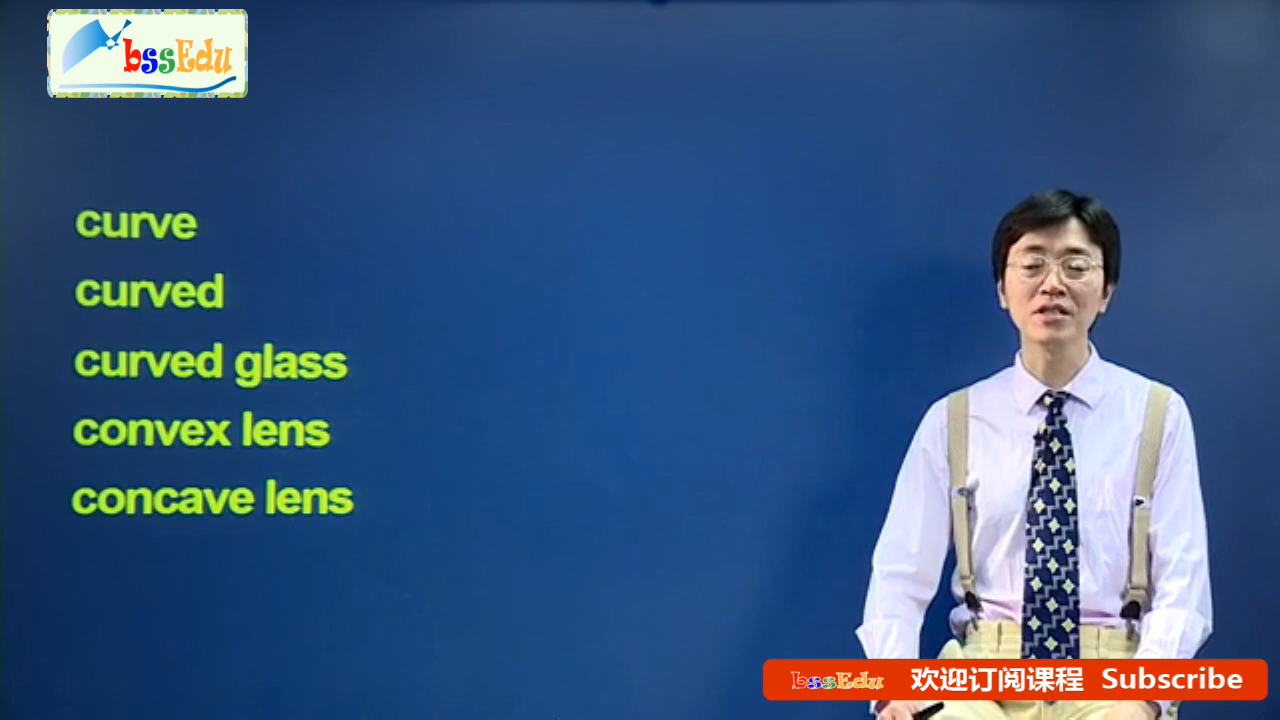 bssEdu
curve
curved
curved glass
convex lens
concave lens
bssEdu 欢迎订阅课程 Subscribe